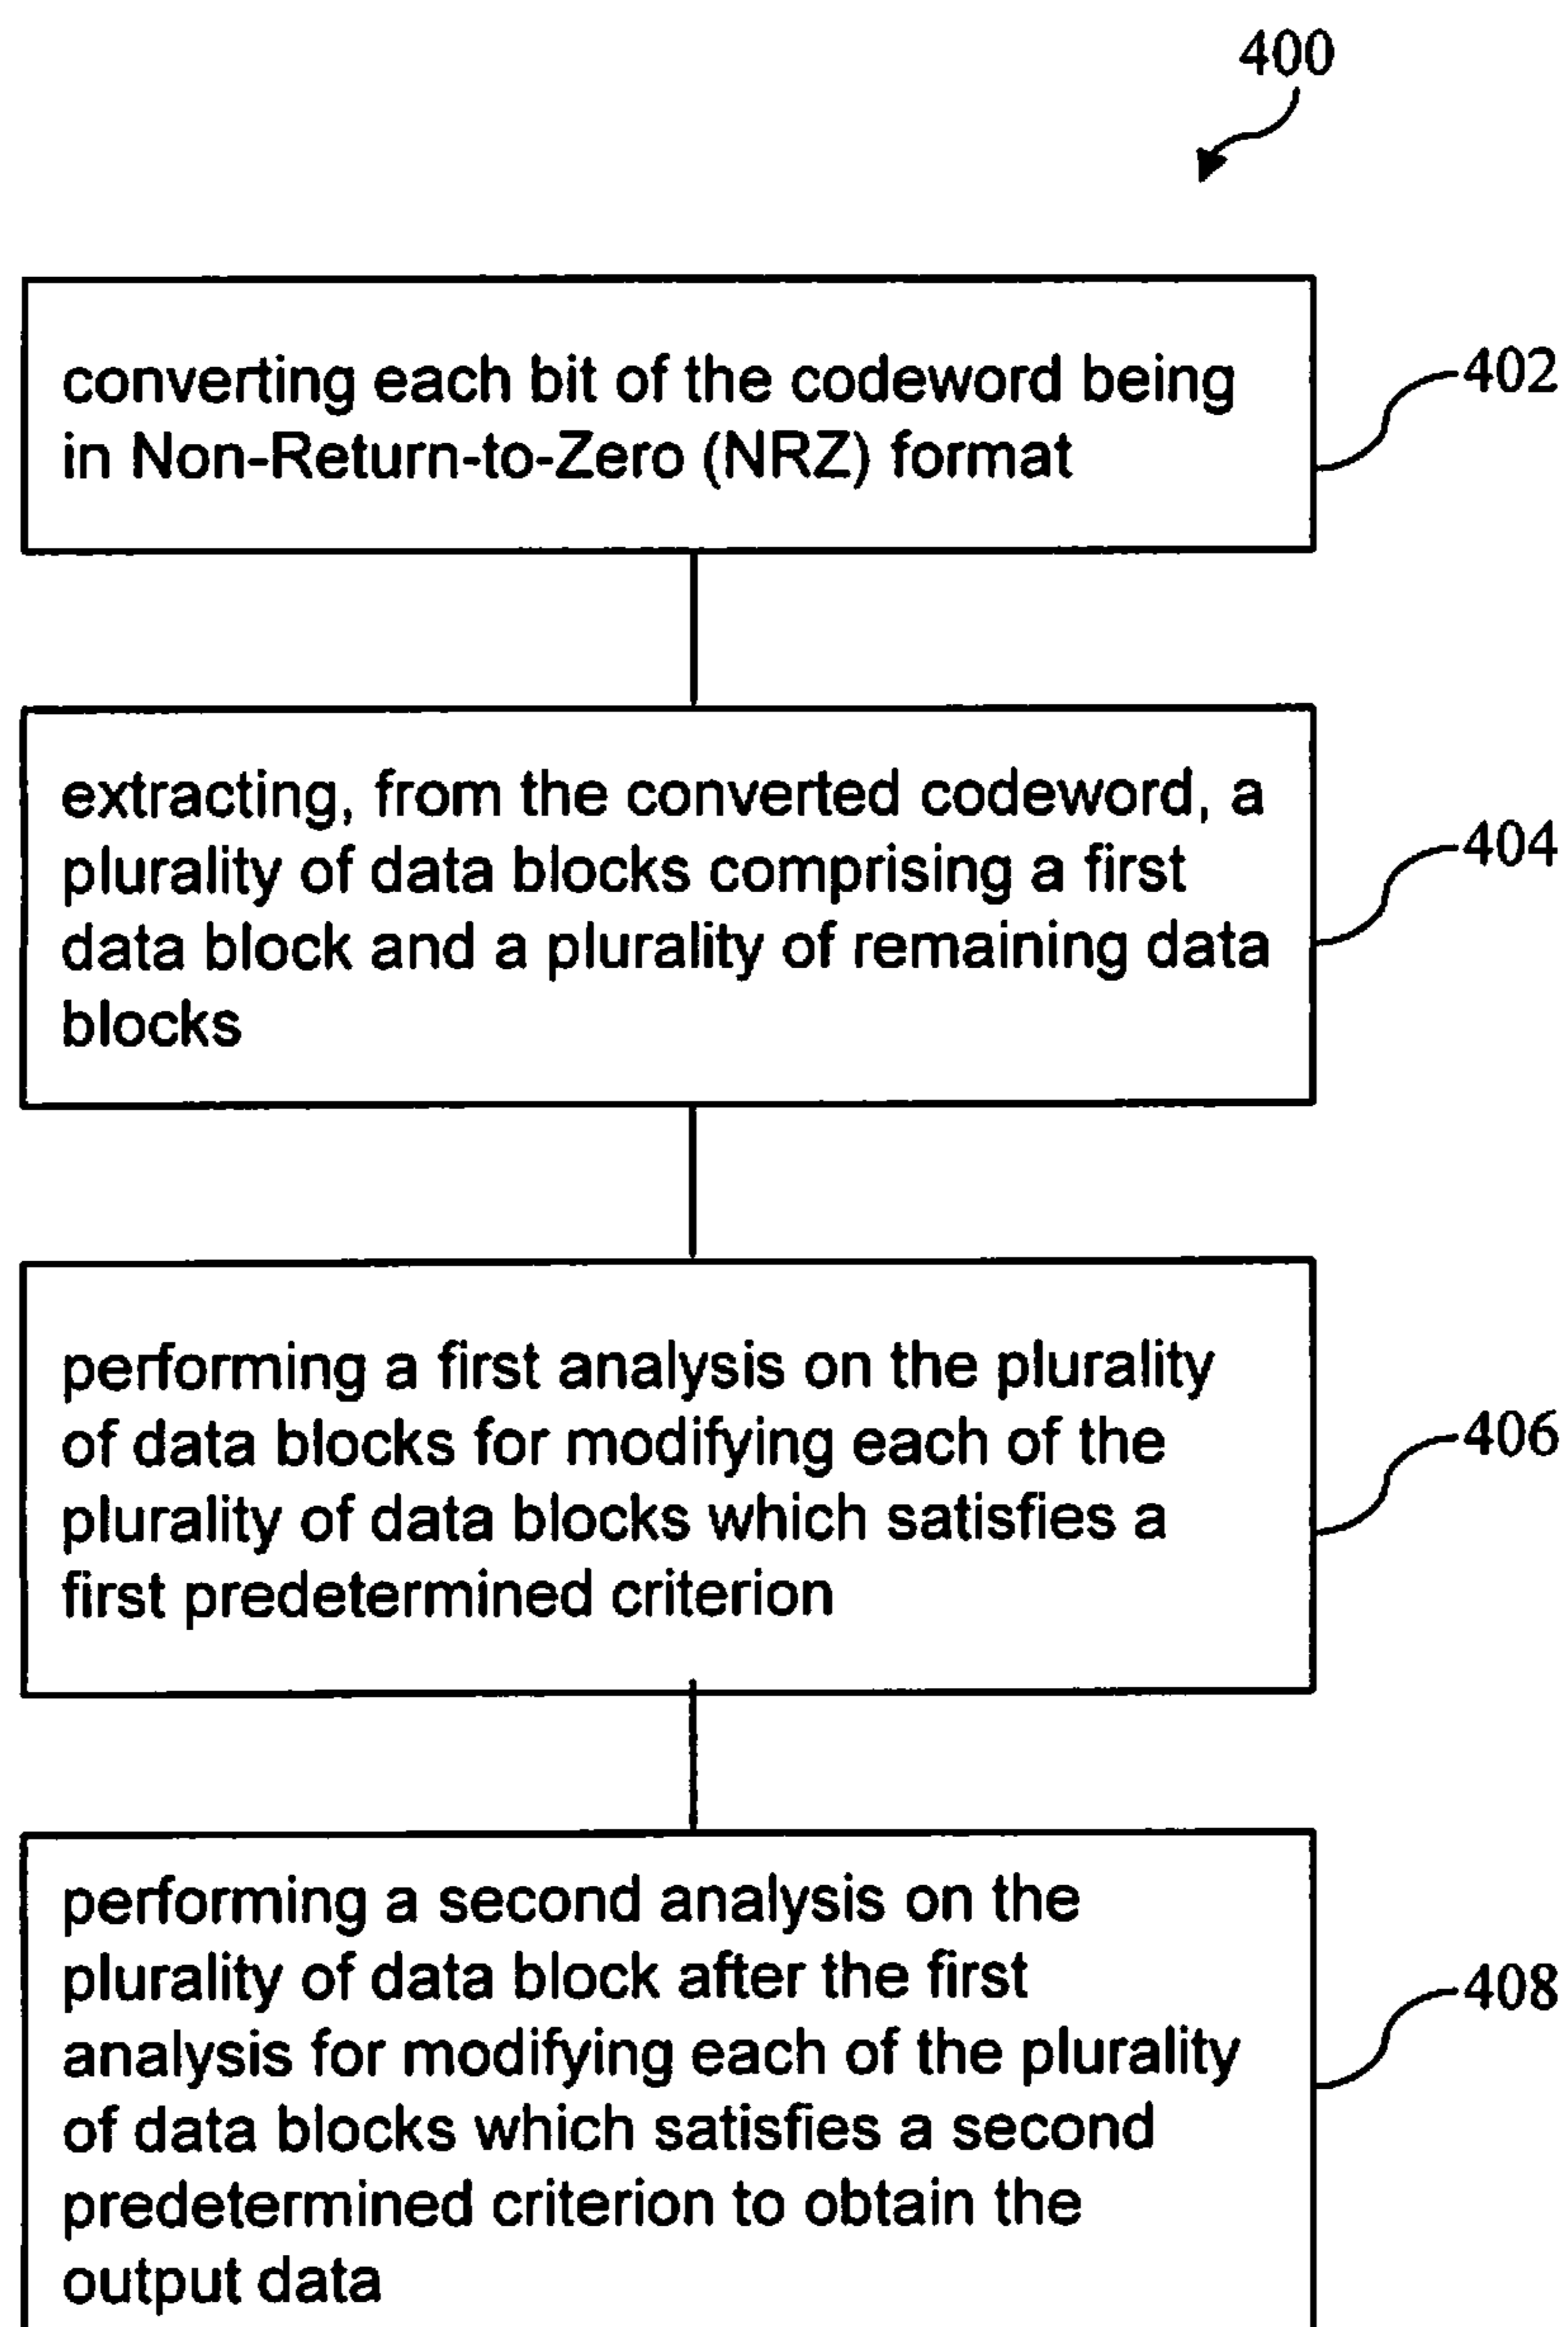 400
converting each bit of the codeword being
in Non-Return-to-Zero (NRZ) format
402
extracting, from the converted codeword, a
plurality of data blocks comprising a first
data block and a plurality of remaining data
blocks
404
performing a first analysis on the plurality
of data blocks for modifying each of the
plurality of data blocks which satisfies a
first predetermined criterion
406
performing a second analysis on the
plurality of data block after the first
analysis for modifying each of the plurality
of data blocks which satisfies a second
predetermined criterion to obtain the
output data
408